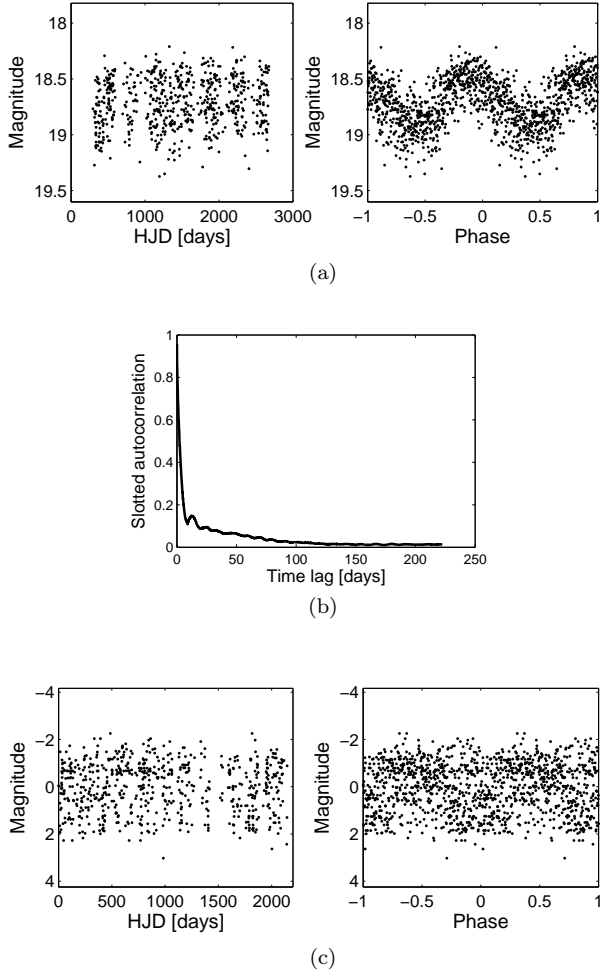 18
18.5
19
19.5
Magnitude
0 1000 2000 3000
HJD [days]
18
18.5
19
19.5
Magnitude
−1 −0.5 0 0.5 1
Phase
(a)
1
0.8
0.6
0.4
0.2
0
Slotted autocorrelation
0 50 100 150 200 250
Time lag [days]
(b)
−4
−2
0
2
4
Magnitude
0 500 1000 1500 2000
HJD [days]
−4
−2
0
2
4
Magnitude
−1 −0.5 0 0.5 1
Phase
(c)